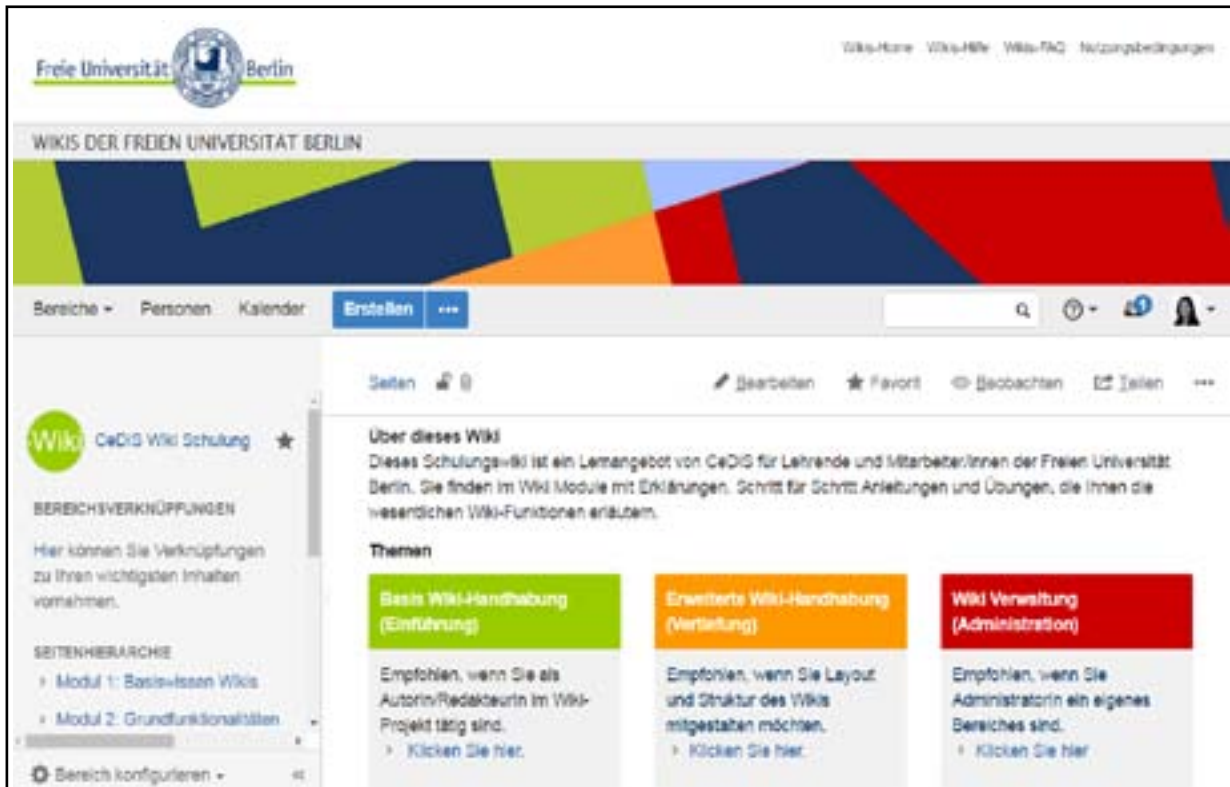 Freie Universität Berlin
Wikis-Home Wikis-Hilfe Wikis-FAQ Nutzungsbedingungen
WIKIS DER FREIEN UNIVERSITÄT BERLIN
Bereiche Personen Kalender Erstellen ...
1
Seiten Bearbeiten Favorit Beobachten Teilen ...
Wiki CeDiS Wiki Schulung
BEREICHSVERKNÜPFUNGEN
Hier können Sie Verknüpfungen
zu Ihren wichtigsten Inhalten
vornehmen.
SEITENHIERARCHIE
Modul 1: Basiswissen Wikis
Modul 2: Grundfunktionalitäten
Bereich konfigurieren
Über dieses Wiki
Dieses Schulungswiki ist ein Lernangebot von CeDiS für Lehrende und Mitarbeiter/innen der Freien Universität
Berlin. Sie finden im Wiki Module mit Erklärungen, Schritt für Schritt Anleitungen und Übungen, die Ihnen die
wesentlichen Wiki-Funktionen erläutern.
Themen
Basis Wiki-Handhabung
(Einführung)
Empfohlen, wenn Sie als
Autorin/Redakteurin im Wiki-
Projekt tätig sind.
Klicken Sie hier.
Erweiterte Wiki-Handhabung
(Vertiefung)
Empfohlen, wenn Sie Layout
und Struktur des Wikis
mitgestalten möchten.
Klicken Sie hier.
Wiki Verwaltung
(Administration)
Empfohlen, wenn Sie
Administratorin ein eigenes
Bereiches sind.
Klicken Sie hier